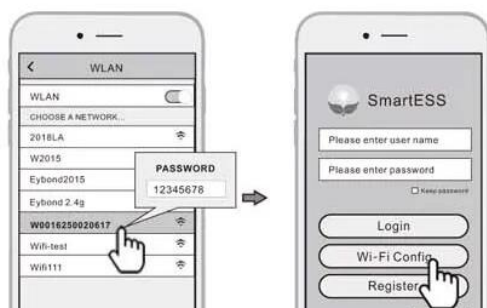 WLAN
WLAN
CHOOSE A NETWORK...
2018LA
W2015
Eybond2015
Eybond 2.4g
W0016250020617
Wifi-test
Wifi111
PASSWORD
12345678
SmartESS
Please enter user name
Please enter password
Keep password
Login
Wi-Fi Config
Register